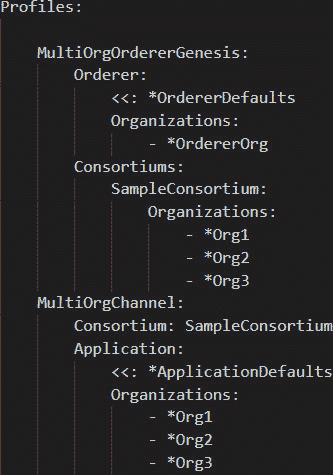 Profiles:
MultiOrgOrdererGenesis:
Orderer:
<<: *OrdererDefaults
Organizations:
- *OrdererOrg
Consortiums:
SampleConsortium:
Organizations:
- *Org1
- *Org2
- *Org3
MultiOrgChannel:
Consortium: SampleConsortium
Application:
<<: *ApplicationDefaults
Organizations:
- *Org1
- *Org2
- *Org3